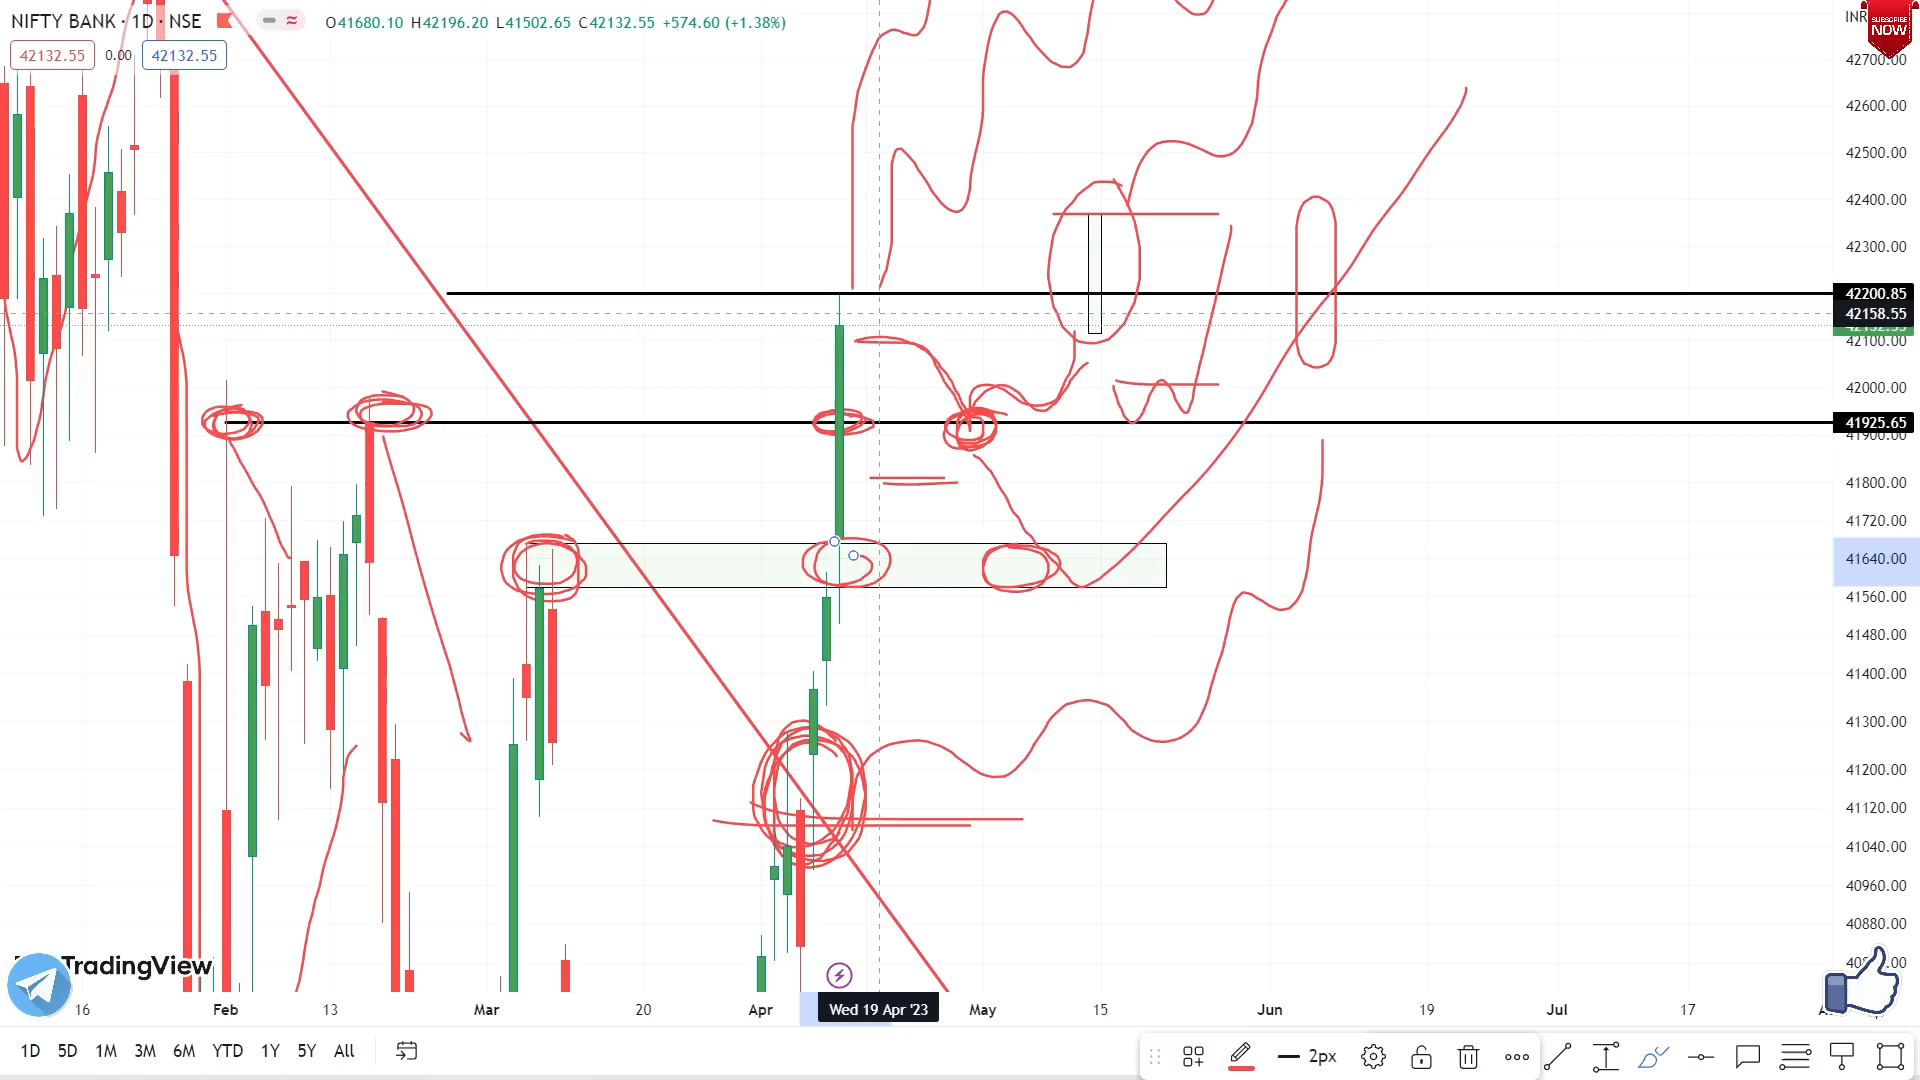 NIFTY BANK · 1D · NSE
O41680.10 H42196.20 L41502.65 C42132.55 +574.60 (+1.38%)
42132.55 0.00 42132.55
SUBSCRIBE
NOW
42700.00
42600.00
42500.00
42400.00
42300.00
42200.85
42158.55
42100.00
42000.00
41925.65
41900.00
41800.00
41720.00
41640.00
41560.00
41480.00
41400.00
41300.00
41200.00
41120.00
41040.00
40960.00
40880.00
TradingView
16 Feb 13 Mar 20 Apr Wed 19 Apr '23 May 15 Jun 19 Jul 17
1D 5D 1M 3M 6M YTD 1Y 5Y All
2px